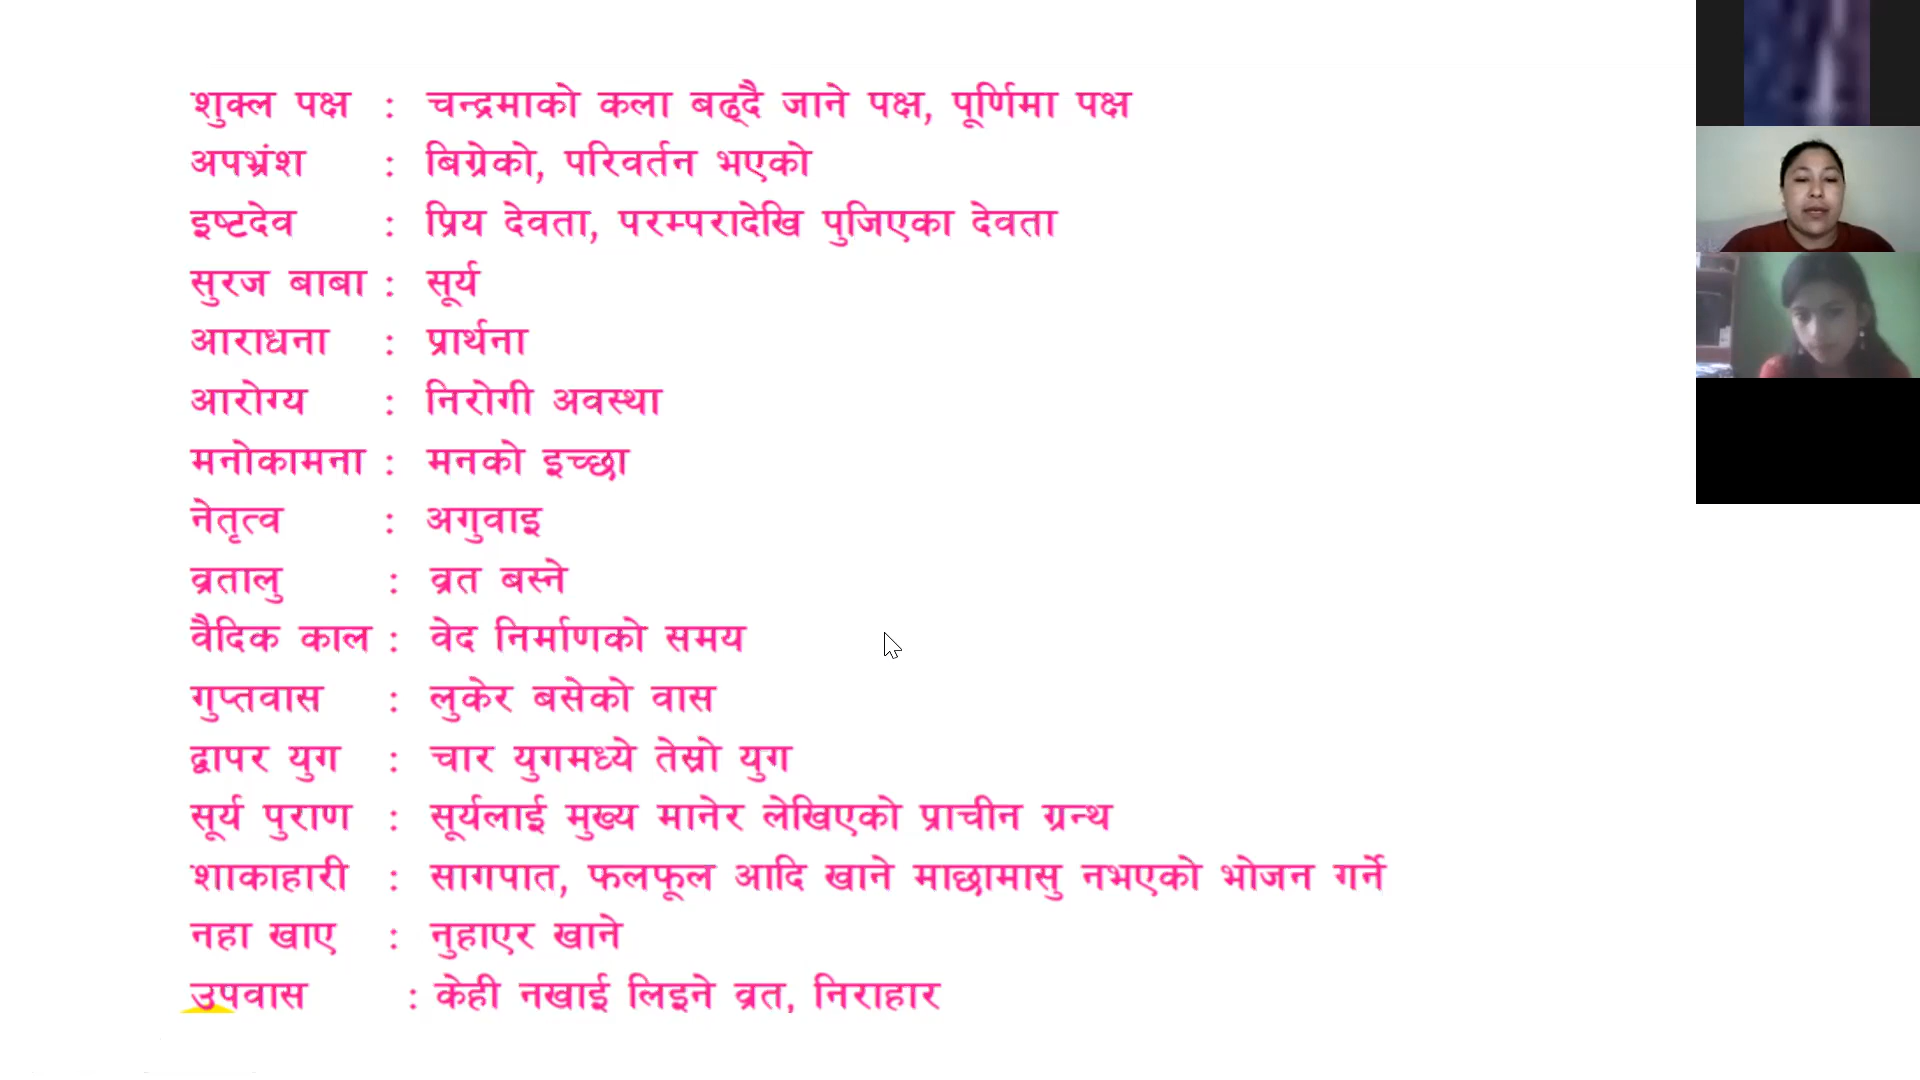 शुक्ल पक्ष : चन्द्रमाको कला बढ्दै जाने पक्ष, पूर्णिमा पक्ष
अपभ्रंश : बिग्रेको, परिवर्तन भएको
इष्टदेव : प्रिय देवता, परम्परादेखि पुजिएका देवता
सुरज बाबा : सूर्य
आराधना : प्रार्थना
आरोग्य : निरोगी अवस्था
मनोकामना : मनको इच्छा
नेतृत्व : अगुवाइ
व्रतालु : व्रत बस्ने
वैदिक काल : वेद निर्माणको समय
गुप्तवास : लुकेर बसेको वास
द्वापर युग : चार युगमध्ये तेस्रो युग
सूर्य पुराण : सूर्यलाई मुख्य मानेर लेखिएको प्राचीन ग्रन्थ
शाकाहारी : सागपात, फलफूल आदि खाने माछामासु नभएको भोजन गर्ने
नहा खाए : नुहाएर खाने
उपवास : केही नखाई लिइने व्रत, निराहार